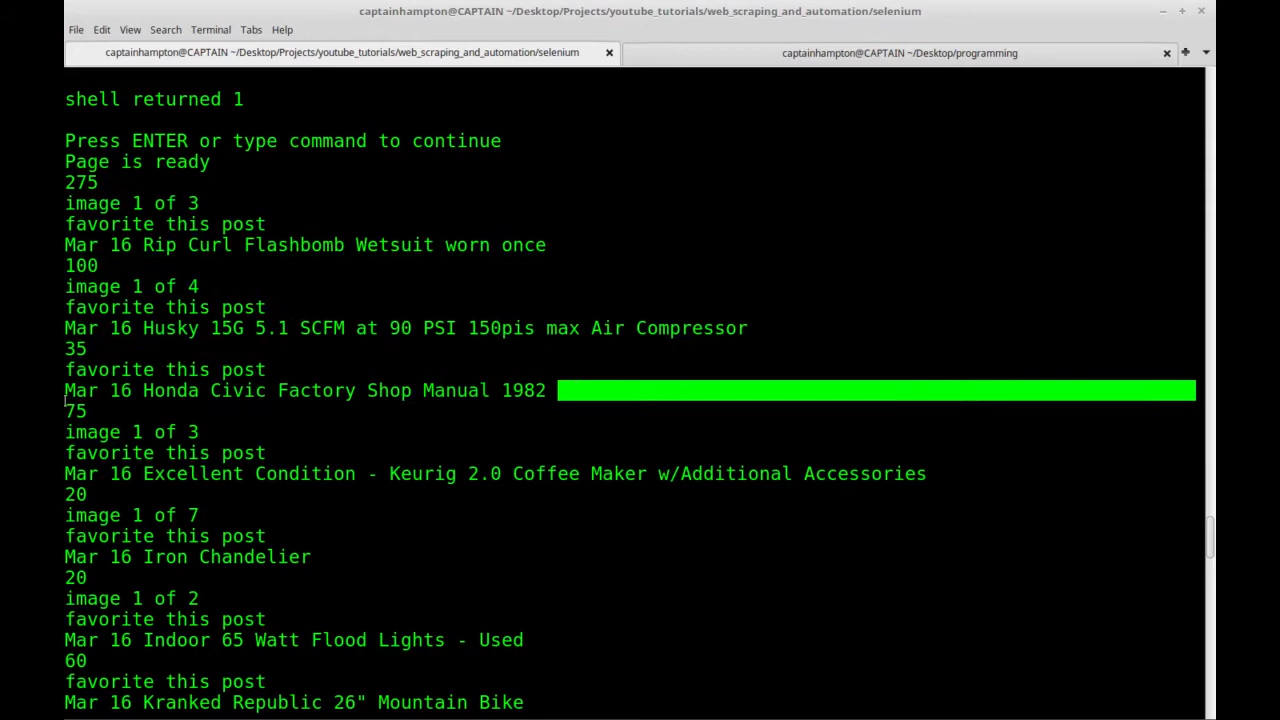 captainhampton@CAPTAIN ~/Desktop/Projects/youtube_tutorials/web_scraping_and_automation/selenium
File Edit View Search Terminal Tabs Help
captainhampton@CAPTAIN ~/Desktop/Projects/youtube_tutorials/web_scraping_and_automation/selenium
captainhampton@CAPTAIN ~/Desktop/programming
shell returned 1
Press ENTER or type command to continue
Page is ready
275
image 1 of 3
favorite this post
Mar 16 Rip Curl Flashbomb Wetsuit worn once
100
image 1 of 4
favorite this post
Mar 16 Husky 15G 5.1 SCFM at 90 PSI 150pis max Air Compressor
35
favorite this post
Mar 16 Honda Civic Factory Shop Manual 1982
75
image 1 of 3
favorite this post
Mar 16 Excellent Condition - Keurig 2.0 Coffee Maker w/Additional Accessories
20
image 1 of 7
favorite this post
Mar 16 Iron Chandelier
20
image 1 of 2
favorite this post
Mar 16 Indoor 65 Watt Flood Lights - Used
60
favorite this post
Mar 16 Kranked Republic 26" Mountain Bike